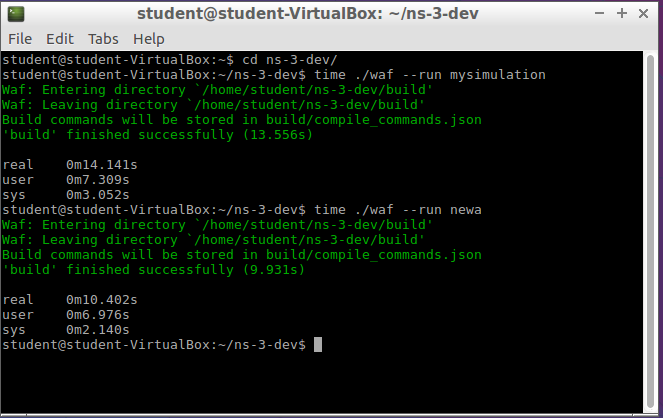 student@student-VirtualBox: ~/ns-3-dev
File Edit Tabs Help
student@student-VirtualBox:~$ cd ns-3-dev/
student@student-VirtualBox:~/ns-3-dev$ time ./waf --run mysimulation
Waf: Entering directory `/home/student/ns-3-dev/build'
Waf: Leaving directory `/home/student/ns-3-dev/build'
Build commands will be stored in build/compile_commands.json
'build' finished successfully (13.556s)
real 0m14.141s
user 0m7.309s
sys 0m3.052s
student@student-VirtualBox:~/ns-3-dev$ time ./waf --run newa
Waf: Entering directory `/home/student/ns-3-dev/build'
Waf: Leaving directory `/home/student/ns-3-dev/build'
Build commands will be stored in build/compile_commands.json
'build' finished successfully (9.931s)
real 0m10.402s
user 0m6.976s
sys 0m2.140s
student@student-VirtualBox:~/ns-3-dev$